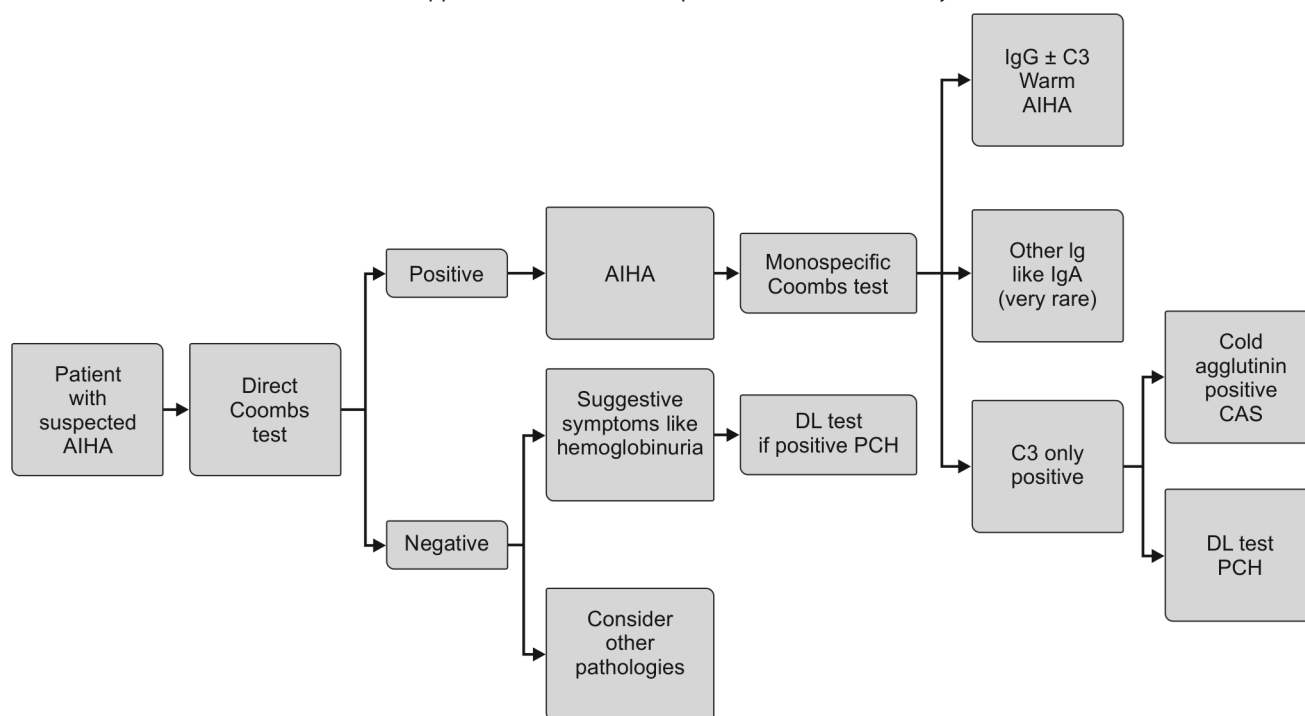 Patient
with
suspected
AIHA
Direct
Coombs
test
Positive
Negative
AIHA
Suggestive
symptoms like
hemoglobinuria
Consider
other
pathologies
Monospecific
Coombs test
DL test
if positive PCH
IgG ± C3
Warm
AIHA
Other Ig
like IgA
(very rare)
C3 only
positive
Cold
agglutinin
positive
CAS
DL test
PCH